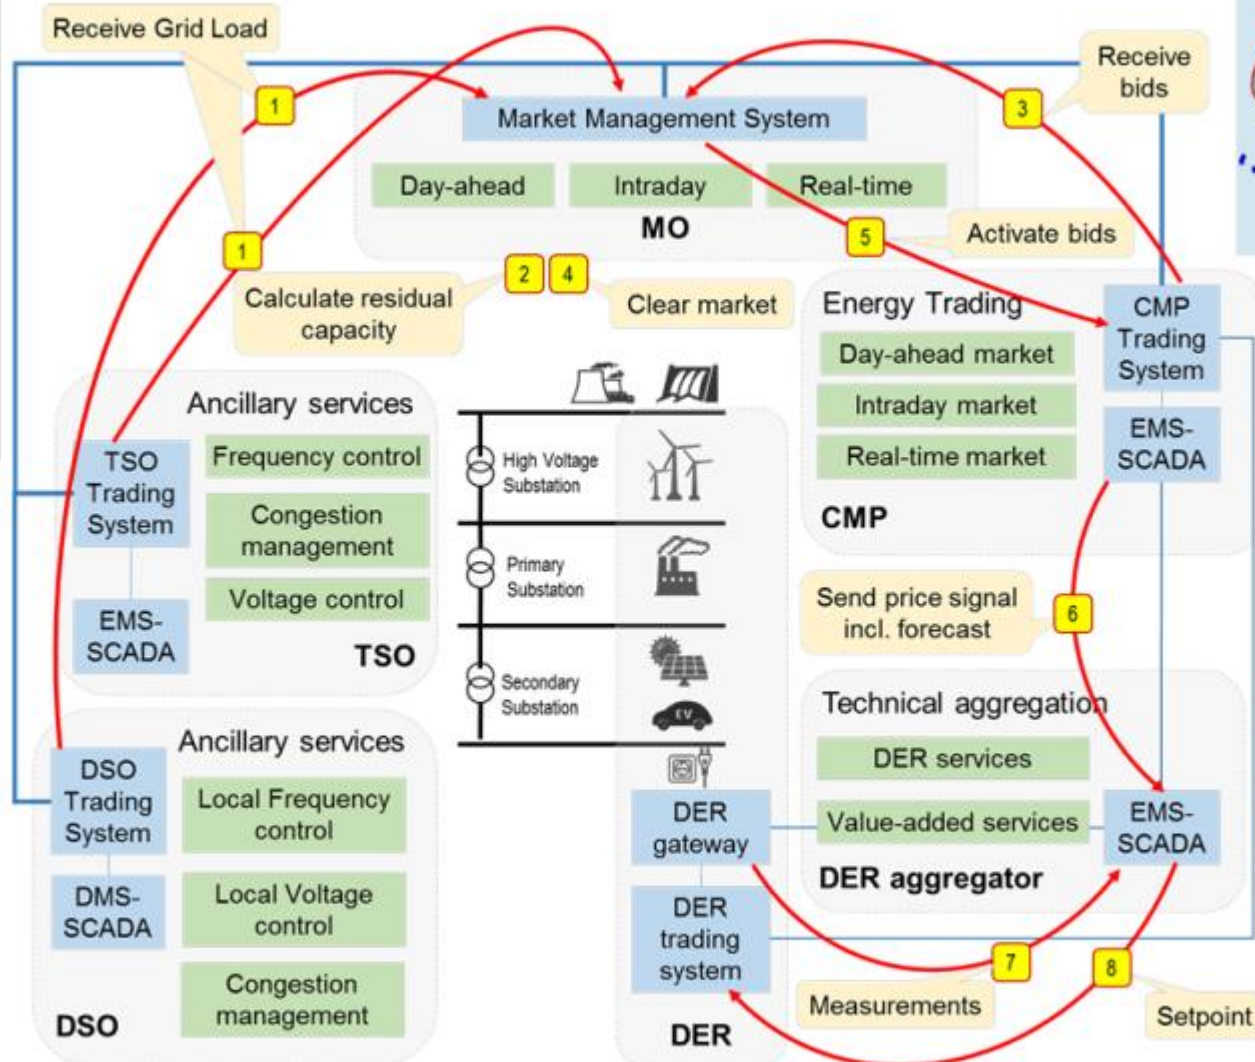 Receive Grid Load
1
Receive
bids
3
Market Management System
Day-ahead
Intraday
Real-time
MO
1
5
Activate bids
2
4
Calculate residual
capacity
Clear market
Energy Trading
CMP
Trading
System
Day-ahead market
Intraday market
Real-time market
EMS-
SCADA
CMP
Ancillary services
TSO
Trading
System
Frequency control
Congestion
management
Voltage control
EMS-
SCADA
TSO
High Voltage
Substation
Primary
Substation
Secondary
Substation
EV
Send price signal
incl. forecast
6
Technical aggregation
DER services
Value-added services
EMS-
SCADA
DER aggregator
Ancillary services
DSO
Trading
System
Local Frequency
control
DMS-
SCADA
Local Voltage
control
Congestion
management
DSO
DER
gateway
DER
trading
system
DER
7
8
Measurements
Setpoint